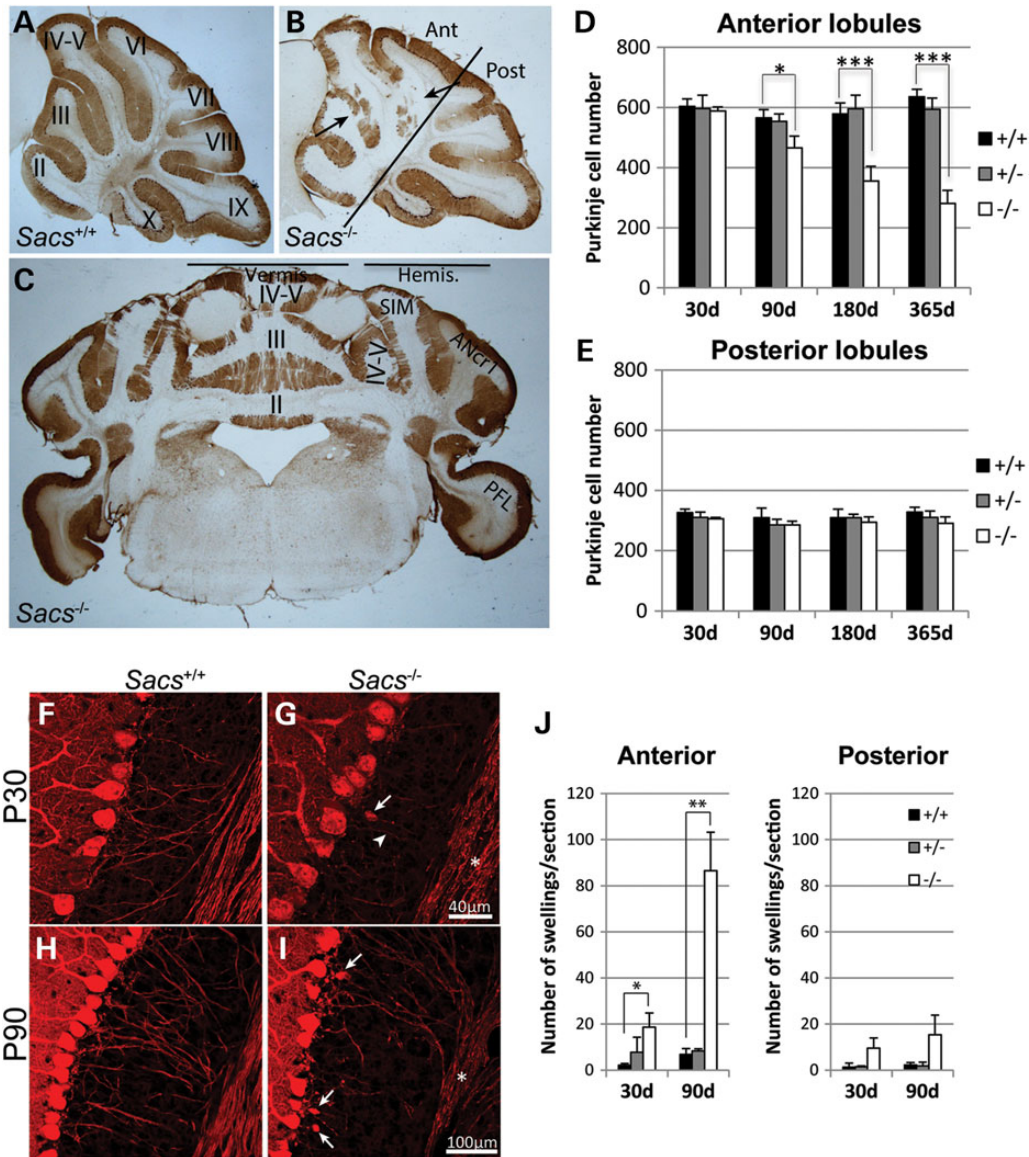 A
IV-V
VI
III
VII
VIII
II
IX
X
*
Sacs+/+
B
Ant
Post
Sacs-/-
C
Vermis
Hemis.
IV-V
SIM
III
IV-V
ANcrI
II
PFL
Sacs-/-
D
Anterior lobules
Purkinje cell number
800
600
400
200
0
*
***
***
30d
90d
180d
365d
+/+
+/-
-/-
E
Posterior lobules
Purkinje cell number
800
600
400
200
0
30d
90d
180d
365d
+/+
+/-
-/-
Sacs+/+
Sacs-/-
P30
F
G
*
40µm
P90
H
I
*
100µm
J
Anterior
Number of swellings/section
120
100
80
60
40
20
0
*
**
30d
90d
Posterior
Number of swellings/section
120
100
80
60
40
20
0
30d
90d
+/+
+/-
-/-